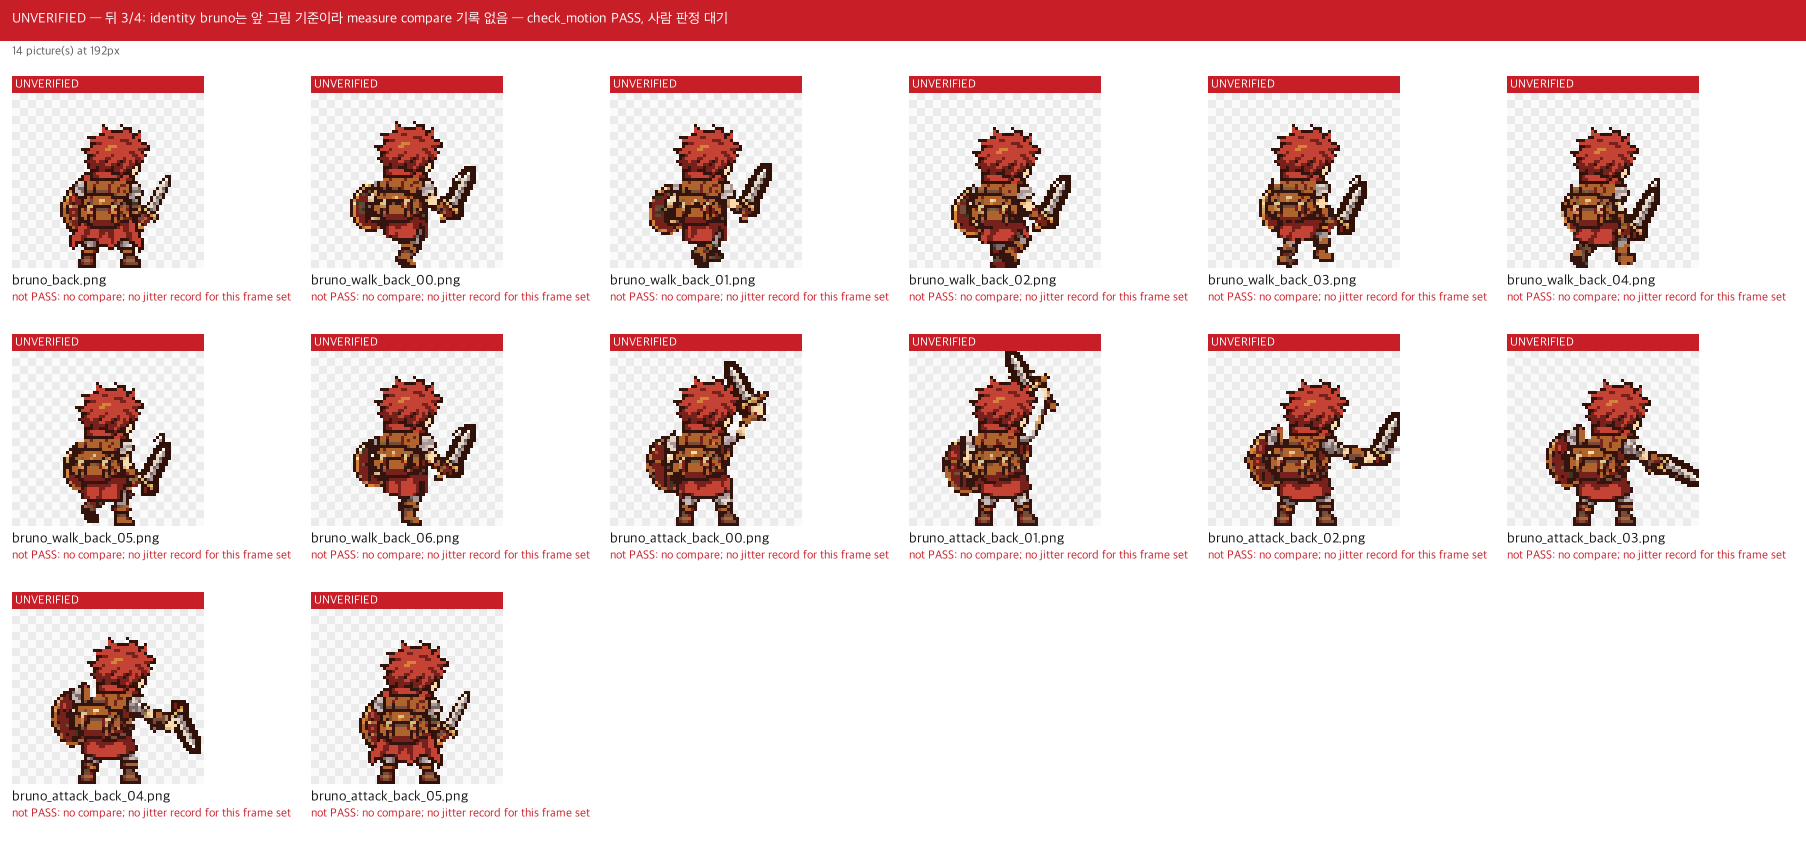 UNVERIFIED — 뒤 3/4: identity bruno는 앞 그림 기준이라 measure compare 기록 없음 — check_motion PASS, 사람 판정 대기
14 picture(s) at 192px
UNVERIFIED
UNVERIFIED
UNVERIFIED
UNVERIFIED
UNVERIFIED
UNVERIFIED
bruno_back.png
bruno_walk_back_00.png
bruno_walk_back_01.png
bruno_walk_back_02.png
bruno_walk_back_03.png
bruno_walk_back_04.png
not PASS: no compare; no jitter record for this frame set
not PASS: no compare; no jitter record for this frame set
not PASS: no compare; no jitter record for this frame set
not PASS: no compare; no jitter record for this frame set
not PASS: no compare; no jitter record for this frame set
not PASS: no compare; no jitter record for this frame set
UNVERIFIED
UNVERIFIED
UNVERIFIED
UNVERIFIED
UNVERIFIED
UNVERIFIED
bruno_walk_back_05.png
bruno_walk_back_06.png
bruno_attack_back_00.png
bruno_attack_back_01.png
bruno_attack_back_02.png
bruno_attack_back_03.png
not PASS: no compare; no jitter record for this frame set
not PASS: no compare; no jitter record for this frame set
not PASS: no compare; no jitter record for this frame set
not PASS: no compare; no jitter record for this frame set
not PASS: no compare; no jitter record for this frame set
not PASS: no compare; no jitter record for this frame set
UNVERIFIED
UNVERIFIED
bruno_attack_back_04.png
bruno_attack_back_05.png
not PASS: no compare; no jitter record for this frame set
not PASS: no compare; no jitter record for this frame set